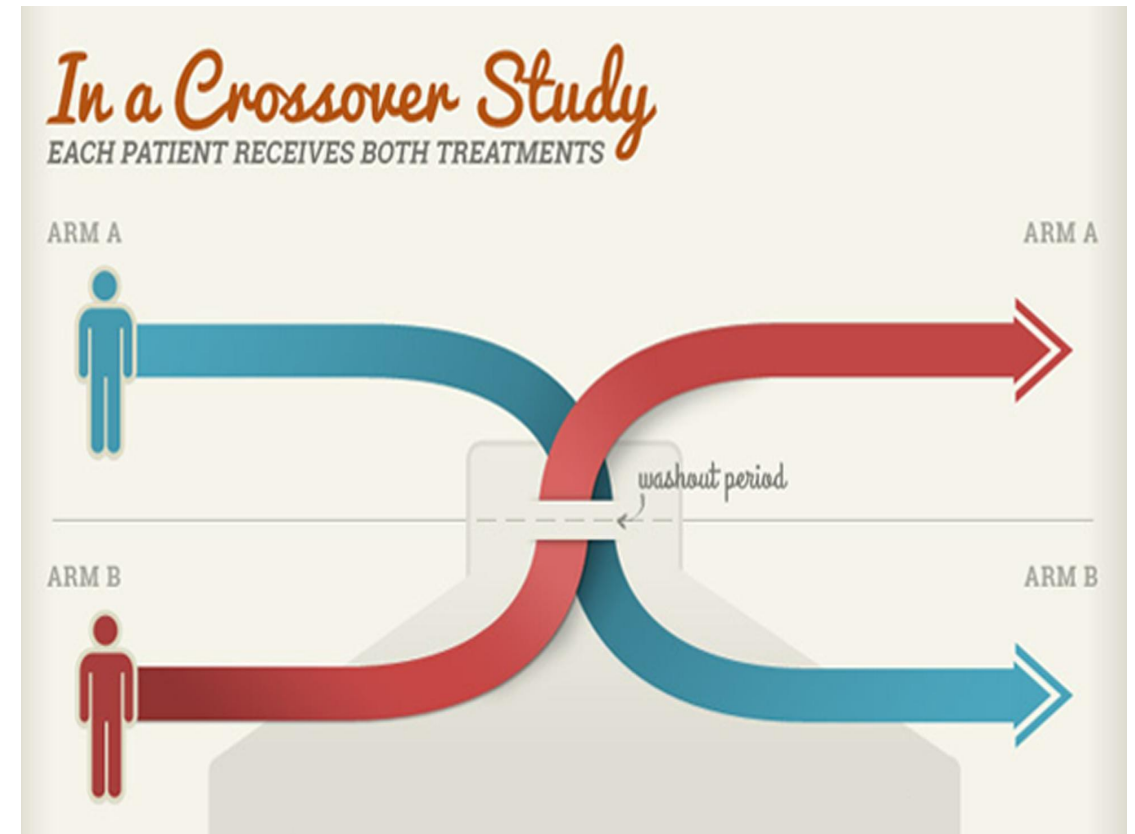 In a Crossover Study
EACH PATIENT RECEIVES BOTH TREATMENTS
ARM A
ARM A
washout period
ARM B
ARM B